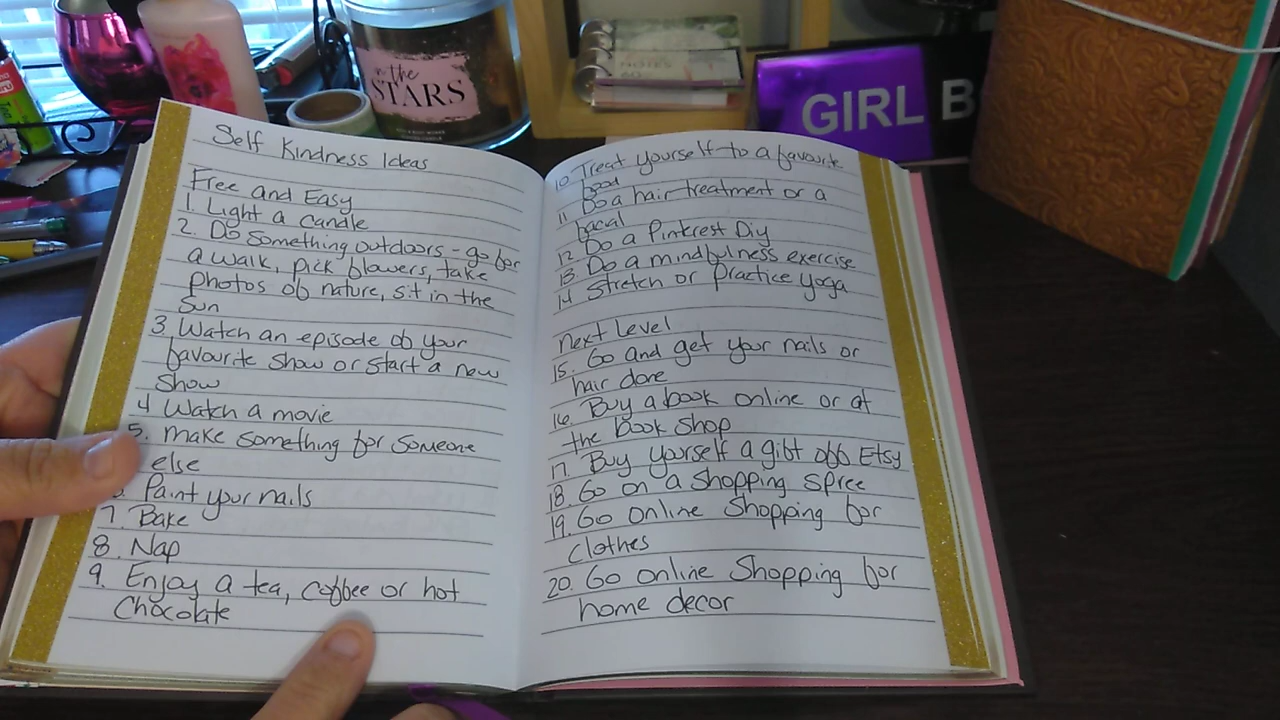 in the
STARS
NOTES
GIRL B
Self Kindness Ideas
Free and Easy
1. Light a candle
2. Do something outdoors - go for
a walk, pick flowers, take
photos of nature, sit in the
Sun
3. Watch an episode of your
favourite show or start a new
show
4 Watch a movie
5. Make something for someone
else
Paint your nails
7. Bake
8. Nap
9. Enjoy a tea, coffee or hot
Chocolate
10 Treat yourself to a favourite
food
11 Do a hair treatment or a
facial
12. Do a Pintrest Diy
13. Do a mindfulness exercise
14 Stretch or Practice yoga
next Level
15. Go and get your nails or
hair done
16. Buy a book online or at
the book shop
17 Buy yourself a gift off Etsy
18. Go on a Shopping Spree
19. Go Online Shopping for
clothes
20. Go online Shopping for
home decor